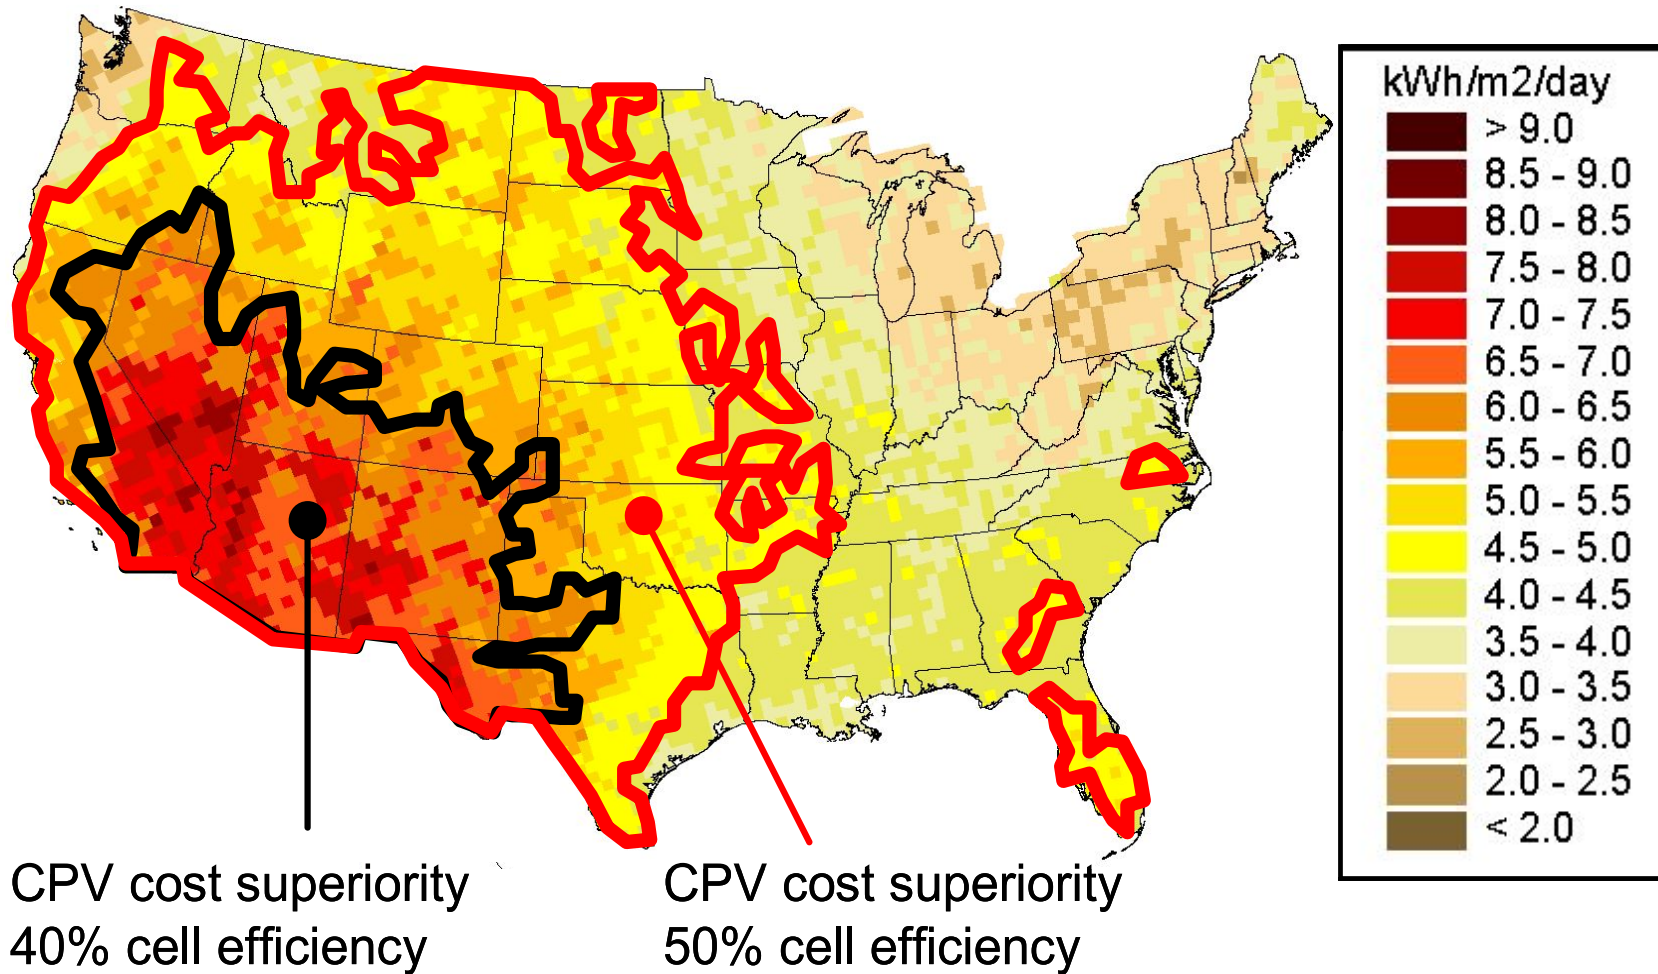 kWh/m2/day
> 9.0
8.5 - 9.0
8.0 - 8.5
7.5 - 8.0
7.0 - 7.5
6.5 - 7.0
6.0 - 6.5
5.5 - 6.0
5.0 - 5.5
4.5 - 5.0
4.0 - 4.5
3.5 - 4.0
3.0 - 3.5
2.5 - 3.0
2.0 - 2.5
< 2.0
CPV cost superiority
40% cell efficiency
CPV cost superiority
50% cell efficiency